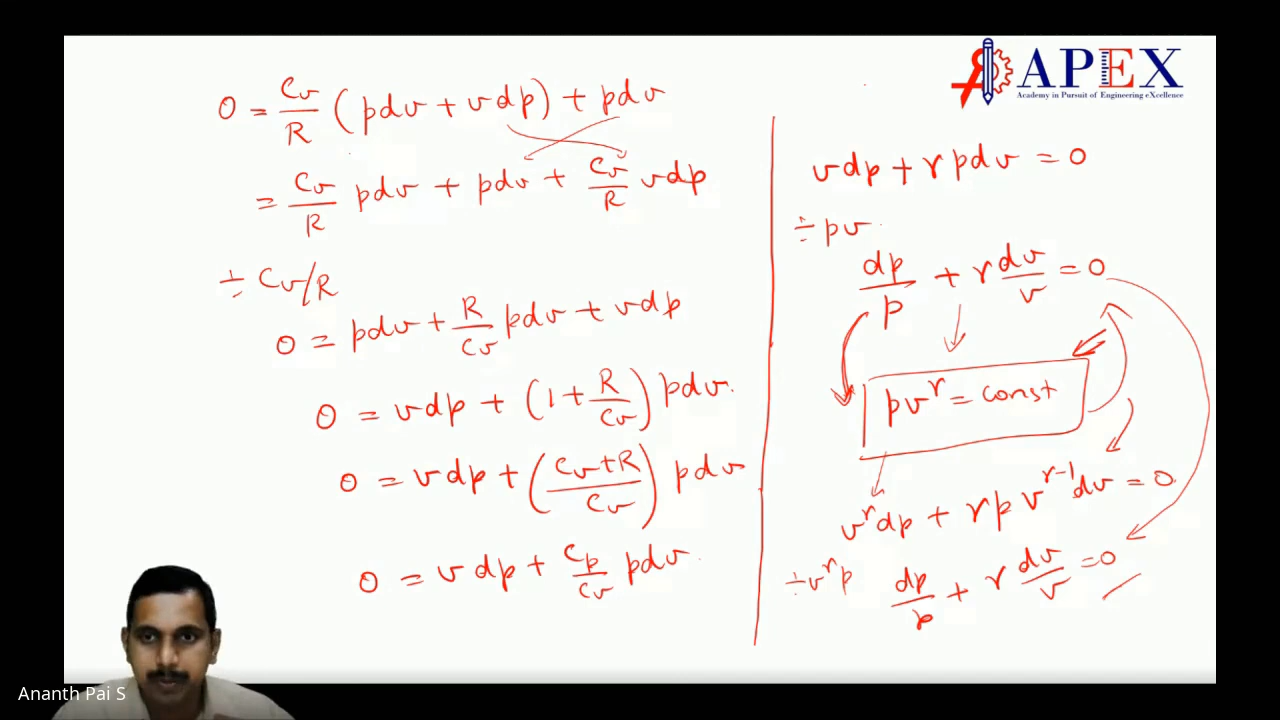 APEX
Academy in Pursuit of Engineering eXcellence
0 = Cv/R (pdv + vdp) + pdv
= Cv/R pdv + pdv + Cv/R vdp
÷ Cv/R
0 = pdv + R/Cv pdv + vdp
0 = vdp + (1 + R/Cv) pdv.
0 = vdp + (Cv+R/Cv) pdv
0 = vdp + Cp/Cv pdv.
vdp + r pdv = 0
÷ pv
dp/p + r dv/v = 0
pv^r = const
v^r dp + r p v^(r-1) dv = 0
÷ v^r p dp/p + r dv/v = 0
Ananth Pai S